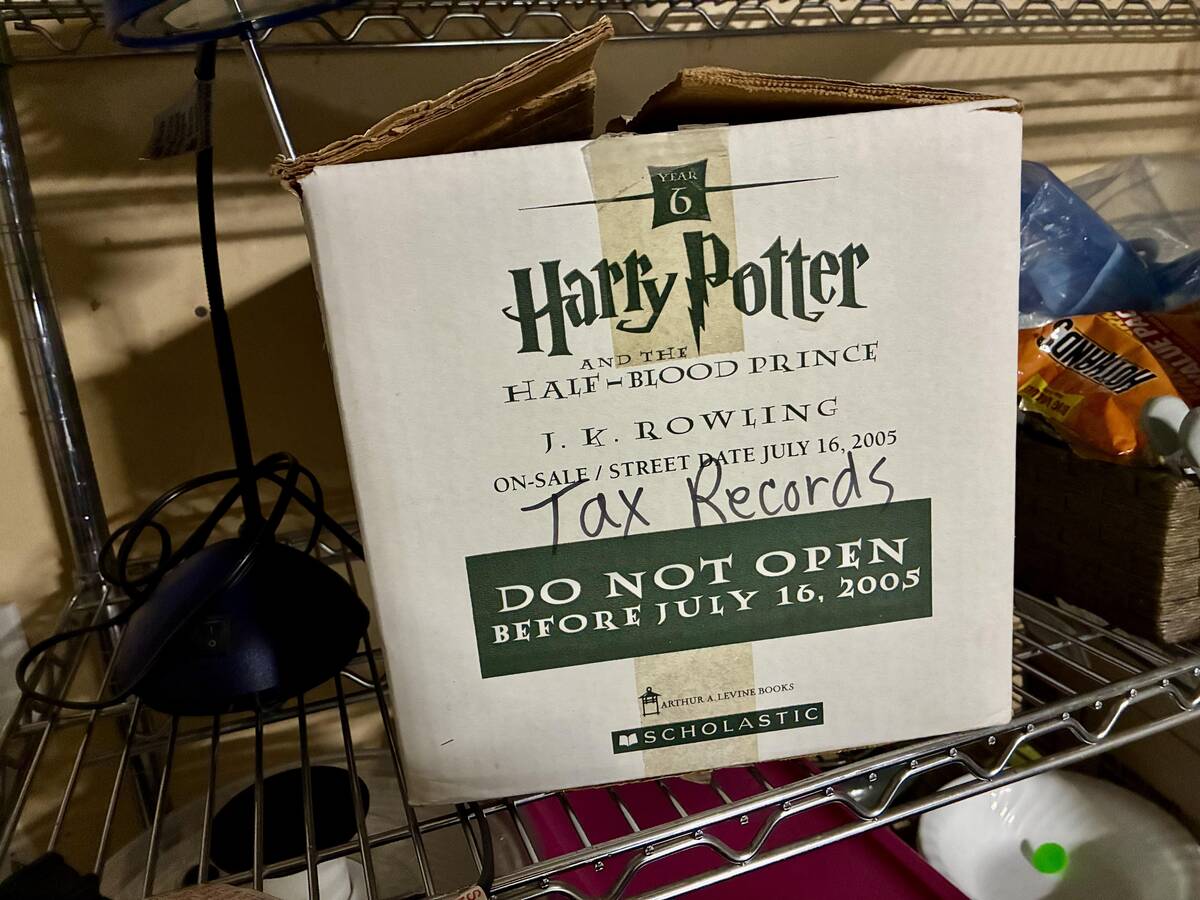 YEAR
6
Harry Potter
AND THE
HALF-BLOOD PRINCE
J. K. ROWLING
ON-SALE / STREET DATE JULY 16, 2005
Tax Records
DO NOT OPEN
BEFORE JULY 16, 2005
ARTHUR A. LEVINE BOOKS
SCHOLASTIC
HOTHANDS